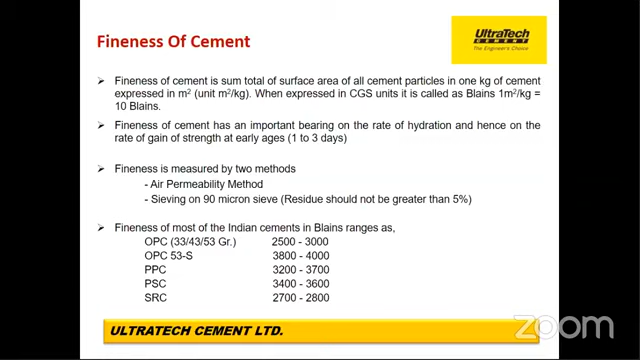 Fineness Of Cement
UltraTech
CEMENT
The Engineer's Choice
➢ Fineness of cement is sum total of surface area of all cement particles in one kg of cement
expressed in m² (unit m²/kg). When expressed in CGS units it is called as Blains 1m²/kg =
10 Blains.
➢ Fineness of cement has an important bearing on the rate of hydration and hence on the
rate of gain of strength at early ages (1 to 3 days)
➢ Fineness is measured by two methods
- Air Permeability Method
- Sieving on 90 micron sieve (Residue should not be greater than 5%)
➢ Fineness of most of the Indian cements in Blains ranges as,
OPC (33/43/53 Gr.) 2500 - 3000
OPC 53-S 3800 - 4000
PPC 3200 - 3700
PSC 3400 - 3600
SRC 2700 - 2800
ULTRATECH CEMENT LTD.
zoom